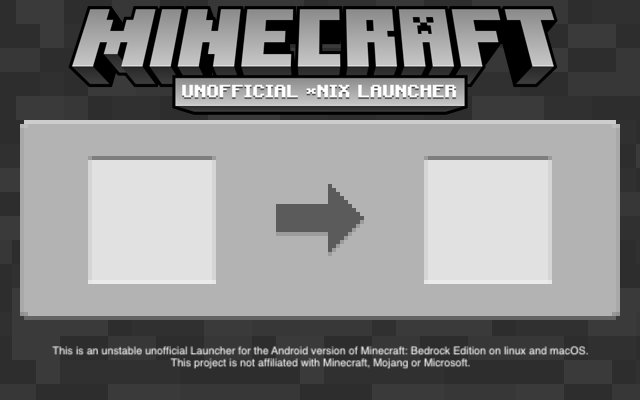 MINECRAFT
UNOFFICIAL *NIX LAUNCHER
This is an unstable unofficial Launcher for the Android version of Minecraft: Bedrock Edition on linux and macOS.
This project is not affiliated with Minecraft, Mojang or Microsoft.